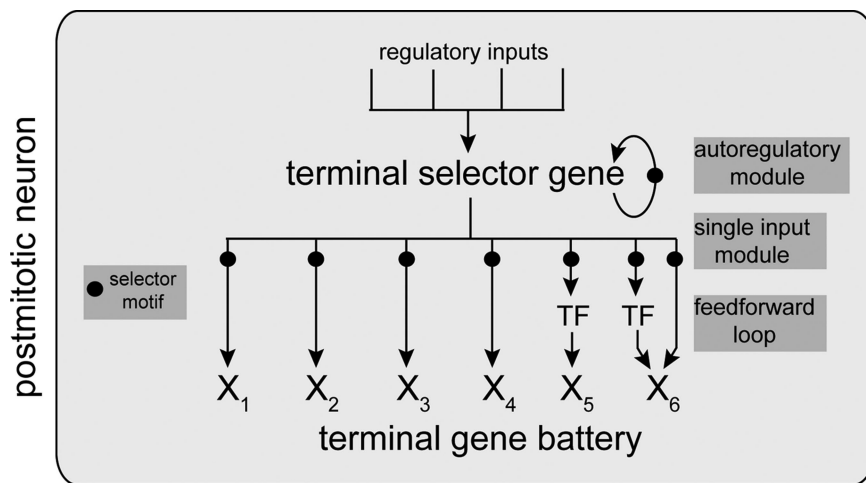 postmitotic neuron
regulatory inputs
terminal selector gene
autoregulatory
module
single input
module
selector
motif
feedforward
loop
TF TF
X1 X2 X3 X4 X5 X6
terminal gene battery